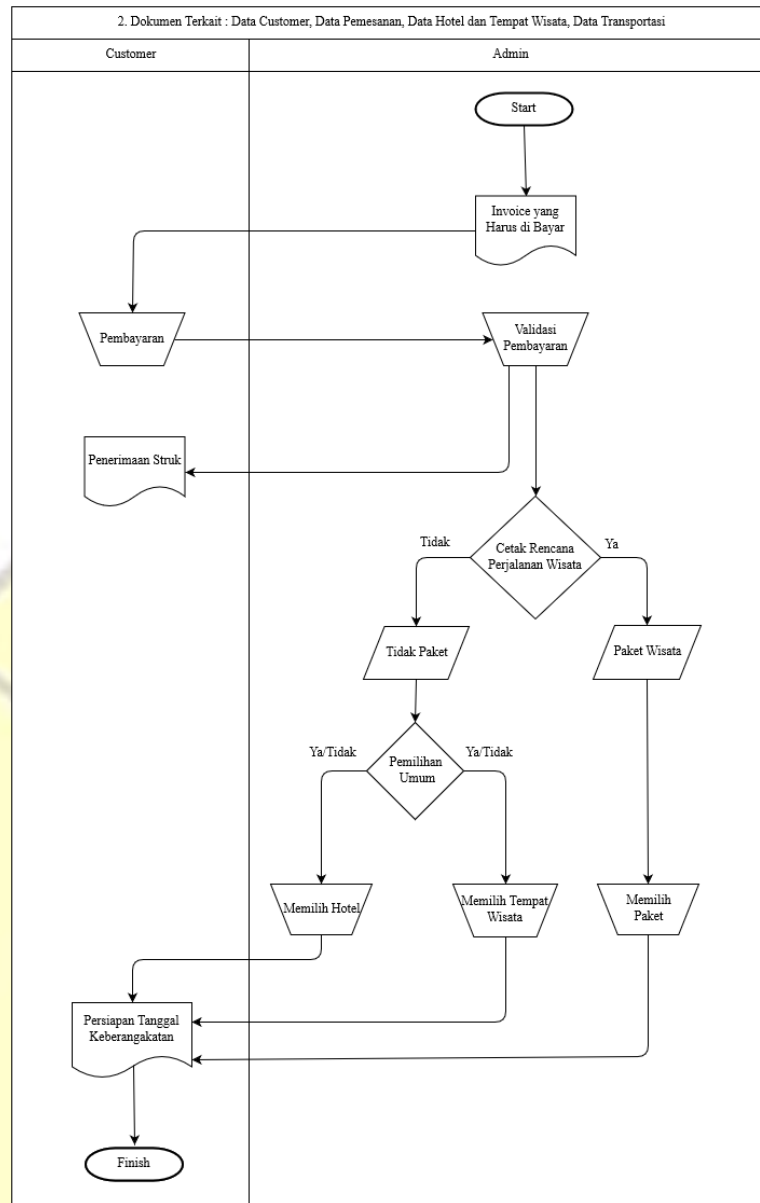 2. Dokumen Terkait : Data Customer, Data Pemesanan, Data Hotel dan Tempat Wisata, Data Transportasi
Customer
Admin
Start
Invoice yang
Harus di Bayar
Pembayaran
Validasi
Pembayaran
Penerimaan Struk
Tidak
Cetak Rencana
Perjalanan Wisata
Ya
Tidak Paket
Paket Wisata
Ya/Tidak
Pemilihan
Umum
Ya/Tidak
Memilih Hotel
Memilih Tempat
Wisata
Memilih
Paket
Persiapan Tanggal
Keberangakatan
Finish